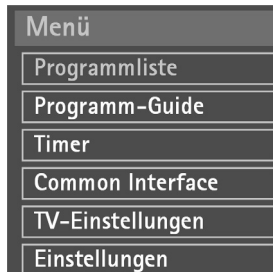 Menü
Programmliste
Programm-Guide
Timer
Common Interface
TV-Einstellungen
Einstellungen